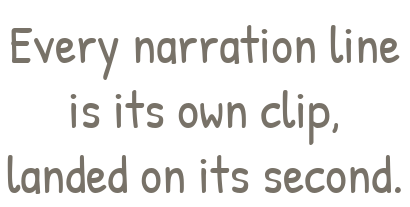 Every narration line
is its own clip,
landed on its second.